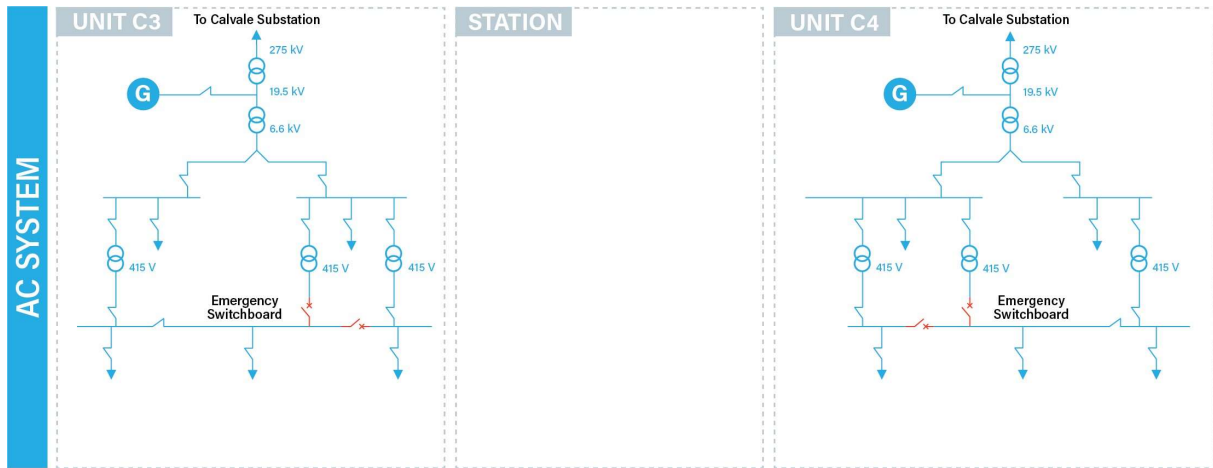 AC SYSTEM
UNIT C3
To Calvale Substation
275 kV
G
19.5 kV
6.6 kV
415 V
415 V
415 V
Emergency
Switchboard
STATION
UNIT C4
To Calvale Substation
275 kV
G
19.5 kV
6.6 kV
415 V
415 V
415 V
Emergency
Switchboard